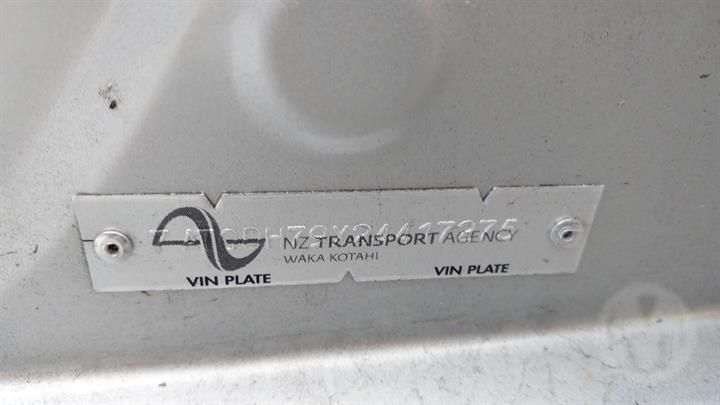 NZ TRANSPORT AGENCY
WAKA KOTAHI
VIN PLATE
VIN PLATE